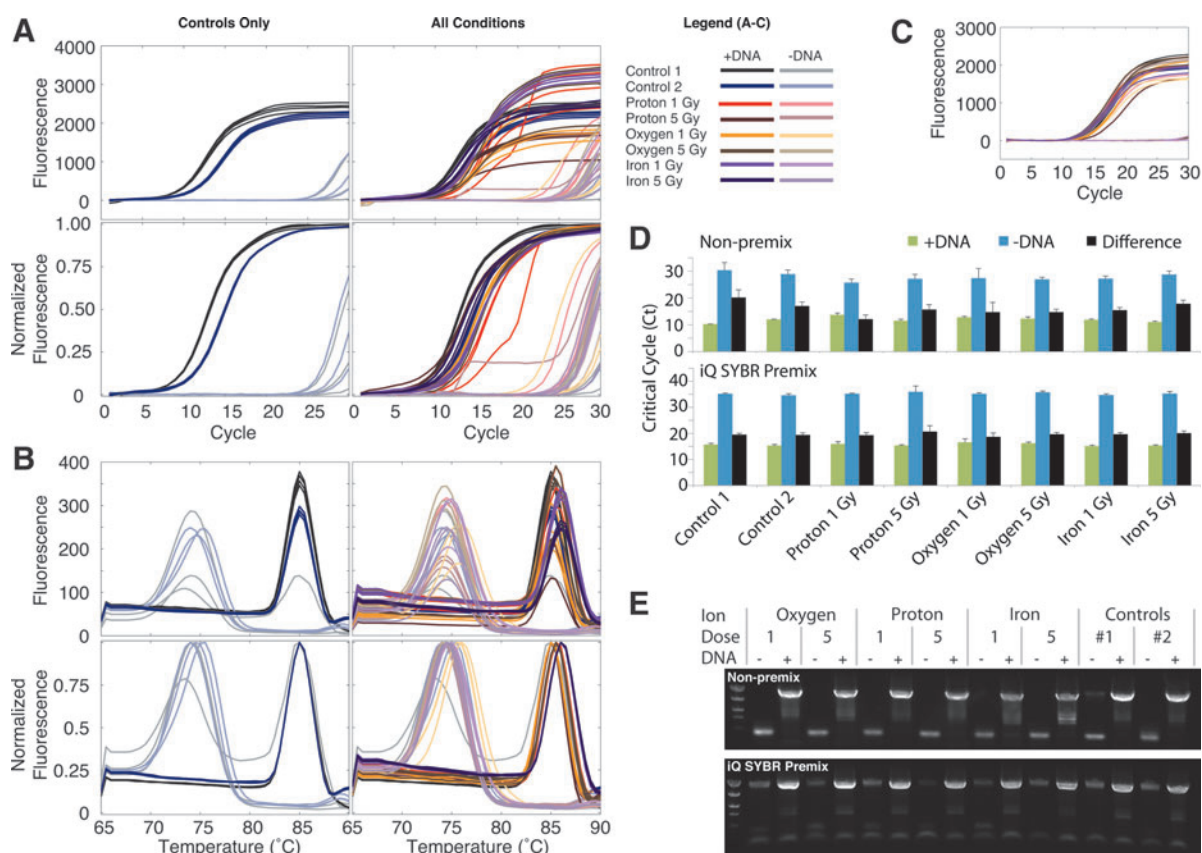 A
Controls Only
All Conditions
Legend (A-C)
Fluorescence
4000
3000
2000
1000
0
Normalized
Fluorescence
1.00
0.75
0.50
0.25
0
0 5 10 15 20 25
0 5 10 15 20 25 30
Cycle
Cycle
+DNA -DNA
Control 1
Control 2
Proton 1 Gy
Proton 5 Gy
Oxygen 1 Gy
Oxygen 5 Gy
Iron 1 Gy
Iron 5 Gy
C
Fluorescence
3000
2000
1000
0
0 5 10 15 20 25 30
Cycle
B
Fluorescence
400
300
200
100
0
Normalized
Fluorescence
1
0.75
0.5
0.25
0
65 70 75 80 85
65 70 75 80 85 90
Temperature (˚C)
Temperature (˚C)
D
Non-premix
+DNA -DNA Difference
Critical Cycle (Ct)
30
20
10
0
iQ SYBR Premix
40
30
20
10
0
Control 1
Control 2
Proton 1 Gy
Proton 5 Gy
Oxygen 1 Gy
Oxygen 5 Gy
Iron 1 Gy
Iron 5 Gy
E
Ion Oxygen Proton Iron Controls
Dose 1 5 1 5 1 5 #1 #2
DNA - + - + - + - + - + - + - + - +
Non-premix
iQ SYBR Premix